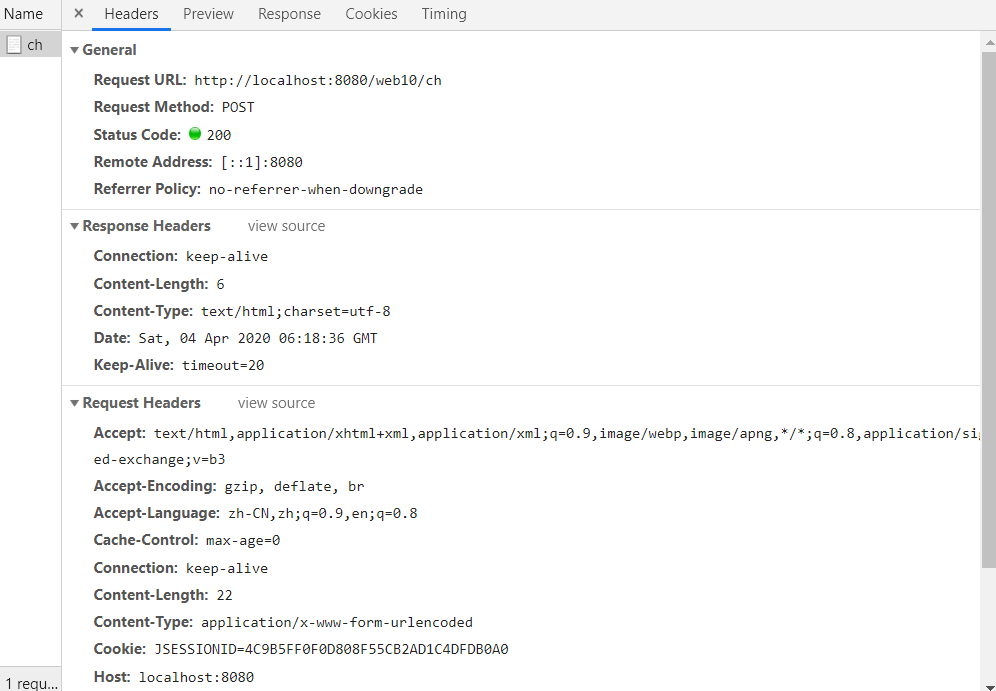 Name
× Headers Preview Response Cookies Timing
ch
General
Request URL: http://localhost:8080/web10/ch
Request Method: POST
Status Code: 200
Remote Address: [::1]:8080
Referrer Policy: no-referrer-when-downgrade
Response Headers view source
Connection: keep-alive
Content-Length: 6
Content-Type: text/html;charset=utf-8
Date: Sat, 04 Apr 2020 06:18:36 GMT
Keep-Alive: timeout=20
Request Headers view source
Accept: text/html,application/xhtml+xml,application/xml;q=0.9,image/webp,image/apng,*/*;q=0.8,application/si
ed-exchange;v=b3
Accept-Encoding: gzip, deflate, br
Accept-Language: zh-CN,zh;q=0.9,en;q=0.8
Cache-Control: max-age=0
Connection: keep-alive
Content-Length: 22
Content-Type: application/x-www-form-urlencoded
Cookie: JSESSIONID=4C9B5FF0F0D808F55CB2AD1C4DFDB0A0
Host: localhost:8080
1 requ...